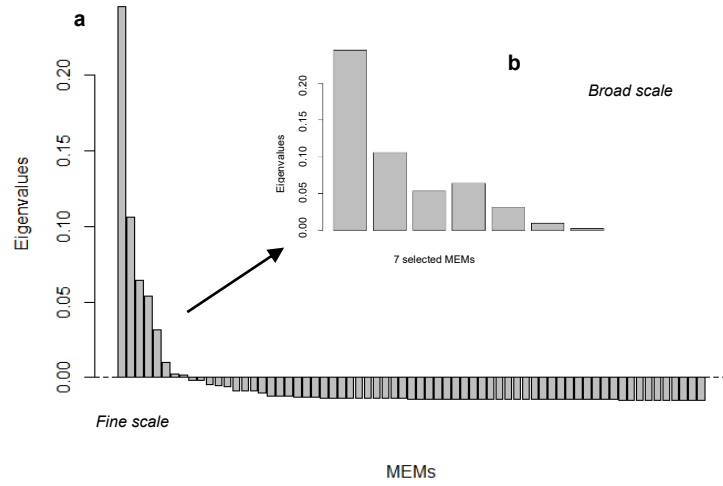 a
Eigenvalues
0.00
0.05
0.10
0.15
0.20
Fine scale
MEMs
b
Broad scale
Eigenvalues
0.00
0.05
0.10
0.15
0.20
7 selected MEMs